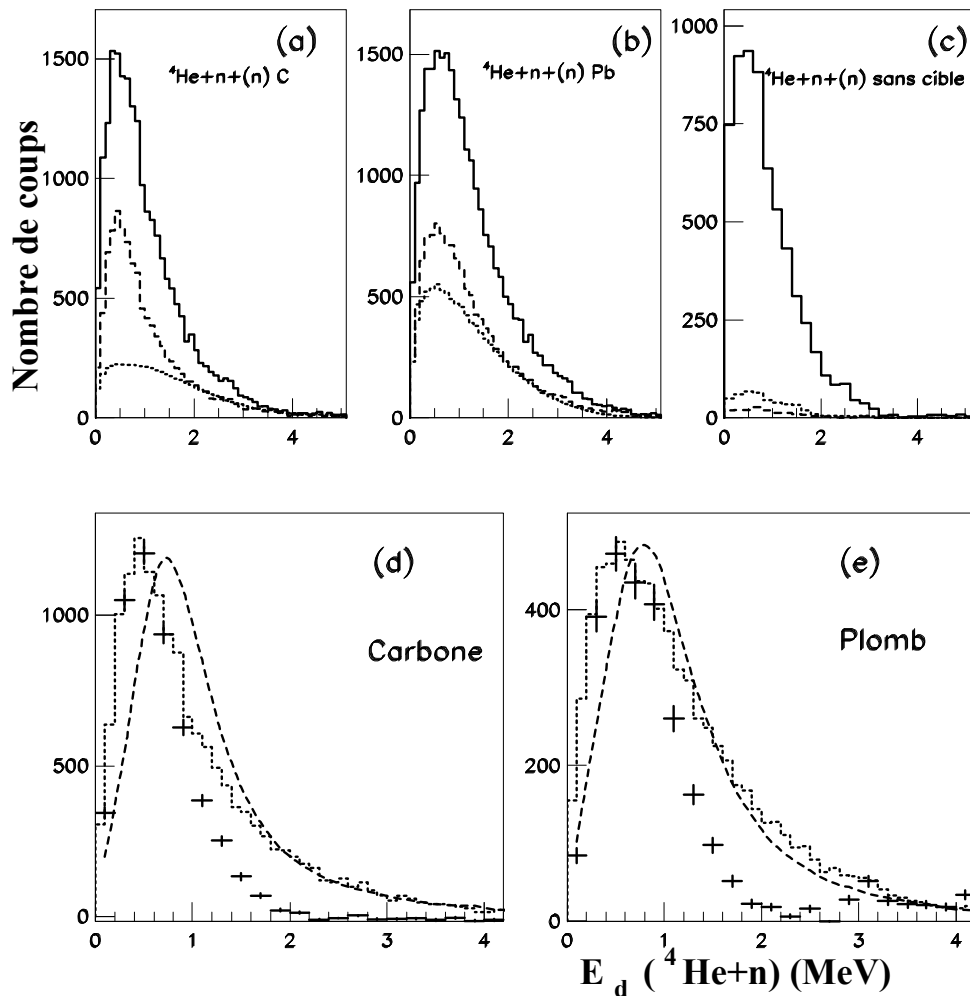 Nombre de coups
(a)
⁴He+n+(n) C
1500
1000
500
0
0 2 4
(b)
⁴He+n+(n) Pb
1500
1000
500
0
0 2 4
(c)
⁴He+n+(n) sans cible
1000
750
500
250
0
0 2 4
(d)
Carbone
1000
500
0
0 1 2 3 4
(e)
Plomb
400
200
0
0 1 2 3 4
E_d (⁴He+n) (MeV)